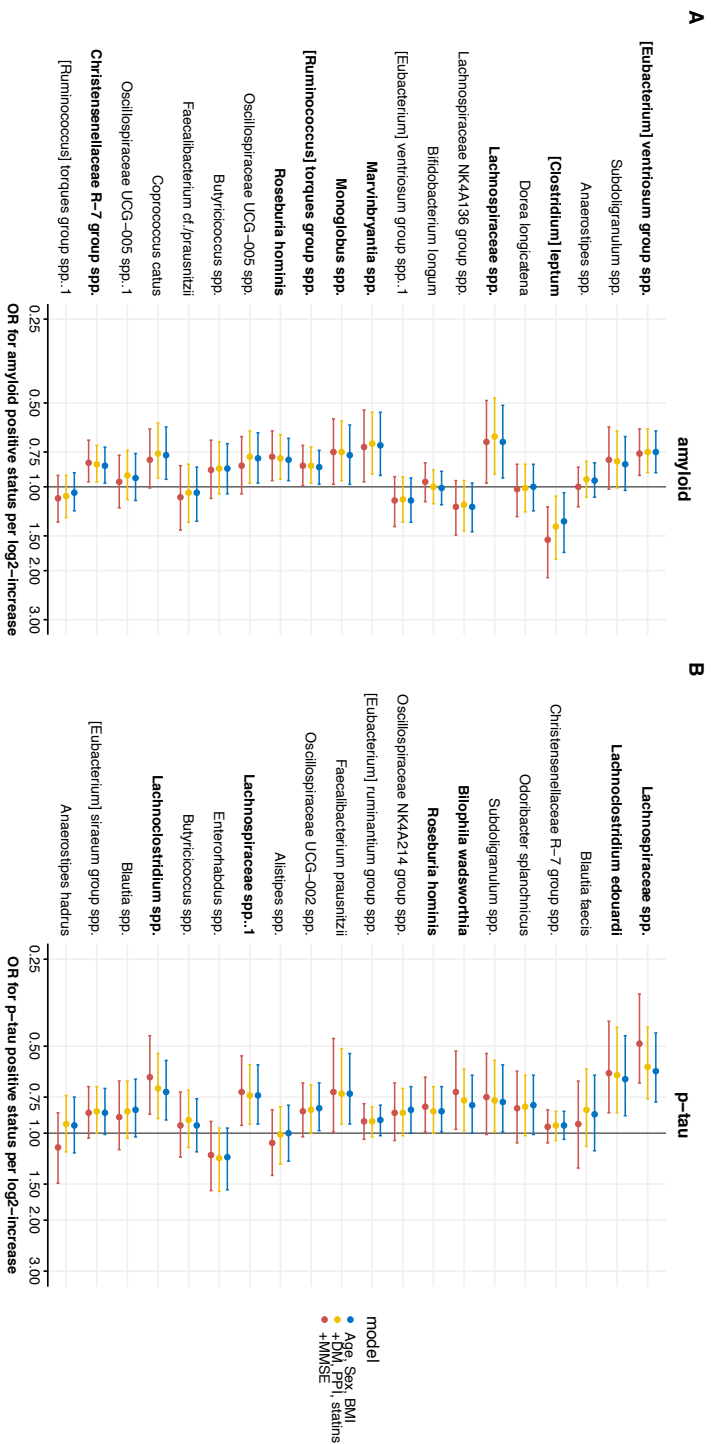 A
amyloid
[Eubacterium] ventriosum group spp.
Subdoligranulum spp.
Anaerostipes spp.
[Clostridium] leptum
Dorea longicatena
Lachnospiraceae spp.
Lachnospiraceae NK4A136 group spp.
Bifidobacterium longum
[Eubacterium] ventriosum group spp..1
Marvinbryantia spp.
Monoglobus spp.
[Ruminococcus] torques group spp.
Roseburia hominis
Oscillospiraceae UCG−005 spp.
Butyricicoccus spp.
Faecalibacterium cf./prausnitzii
Coprococcus catus
Oscillospiraceae UCG−005 spp..1
Christensenellaceae R−7 group spp.
[Ruminococcus] torques group spp..1
0.25
0.50
0.75
1.00
1.50
2.00
3.00
OR for amyloid positive status per log2−increase
B
p−tau
Lachnospiraceae spp.
Lachnoclostridium edouardi
Blautia faecis
Christensenellaceae R−7 group spp.
Odoribacter splanchnicus
Subdoligranulum spp.
Bilophila wadsworthia
Roseburia hominis
Oscillospiraceae NK4A214 group spp.
[Eubacterium] ruminantium group spp.
Faecalibacterium prausnitzii
Oscillospiraceae UCG−002 spp.
Alistipes spp.
Lachnospiraceae spp..1
Enterorhabdus spp.
Butyricicoccus spp.
Lachnoclostridium spp.
Blautia spp.
[Eubacterium] siraeum group spp.
Anaerostipes hadrus
0.25
0.50
0.75
1.00
1.50
2.00
3.00
OR for p−tau positive status per log2−increase
model
Age, Sex, BMI
+DM, PPI, statins
+MMSE